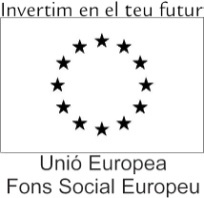 Invertim en el teu futur
Unió Europea
Fons Social Europeu